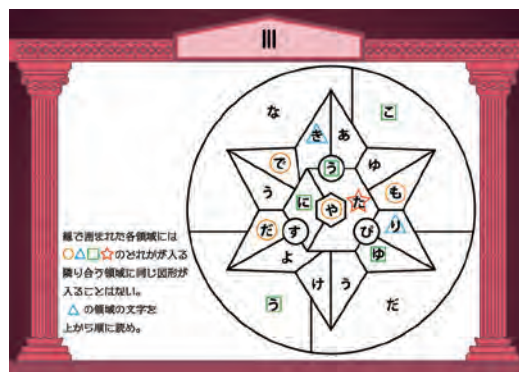 III
な
こ
き あ
で う ゆ
う に た も
や
だ す び り
よ ゆ
う け う だ
線で囲まれた各領域には
○△□☆のどれかが入る
隣り合う領域に同じ図形が
入ることはない。
△の領域の文字を
上から順に読め。